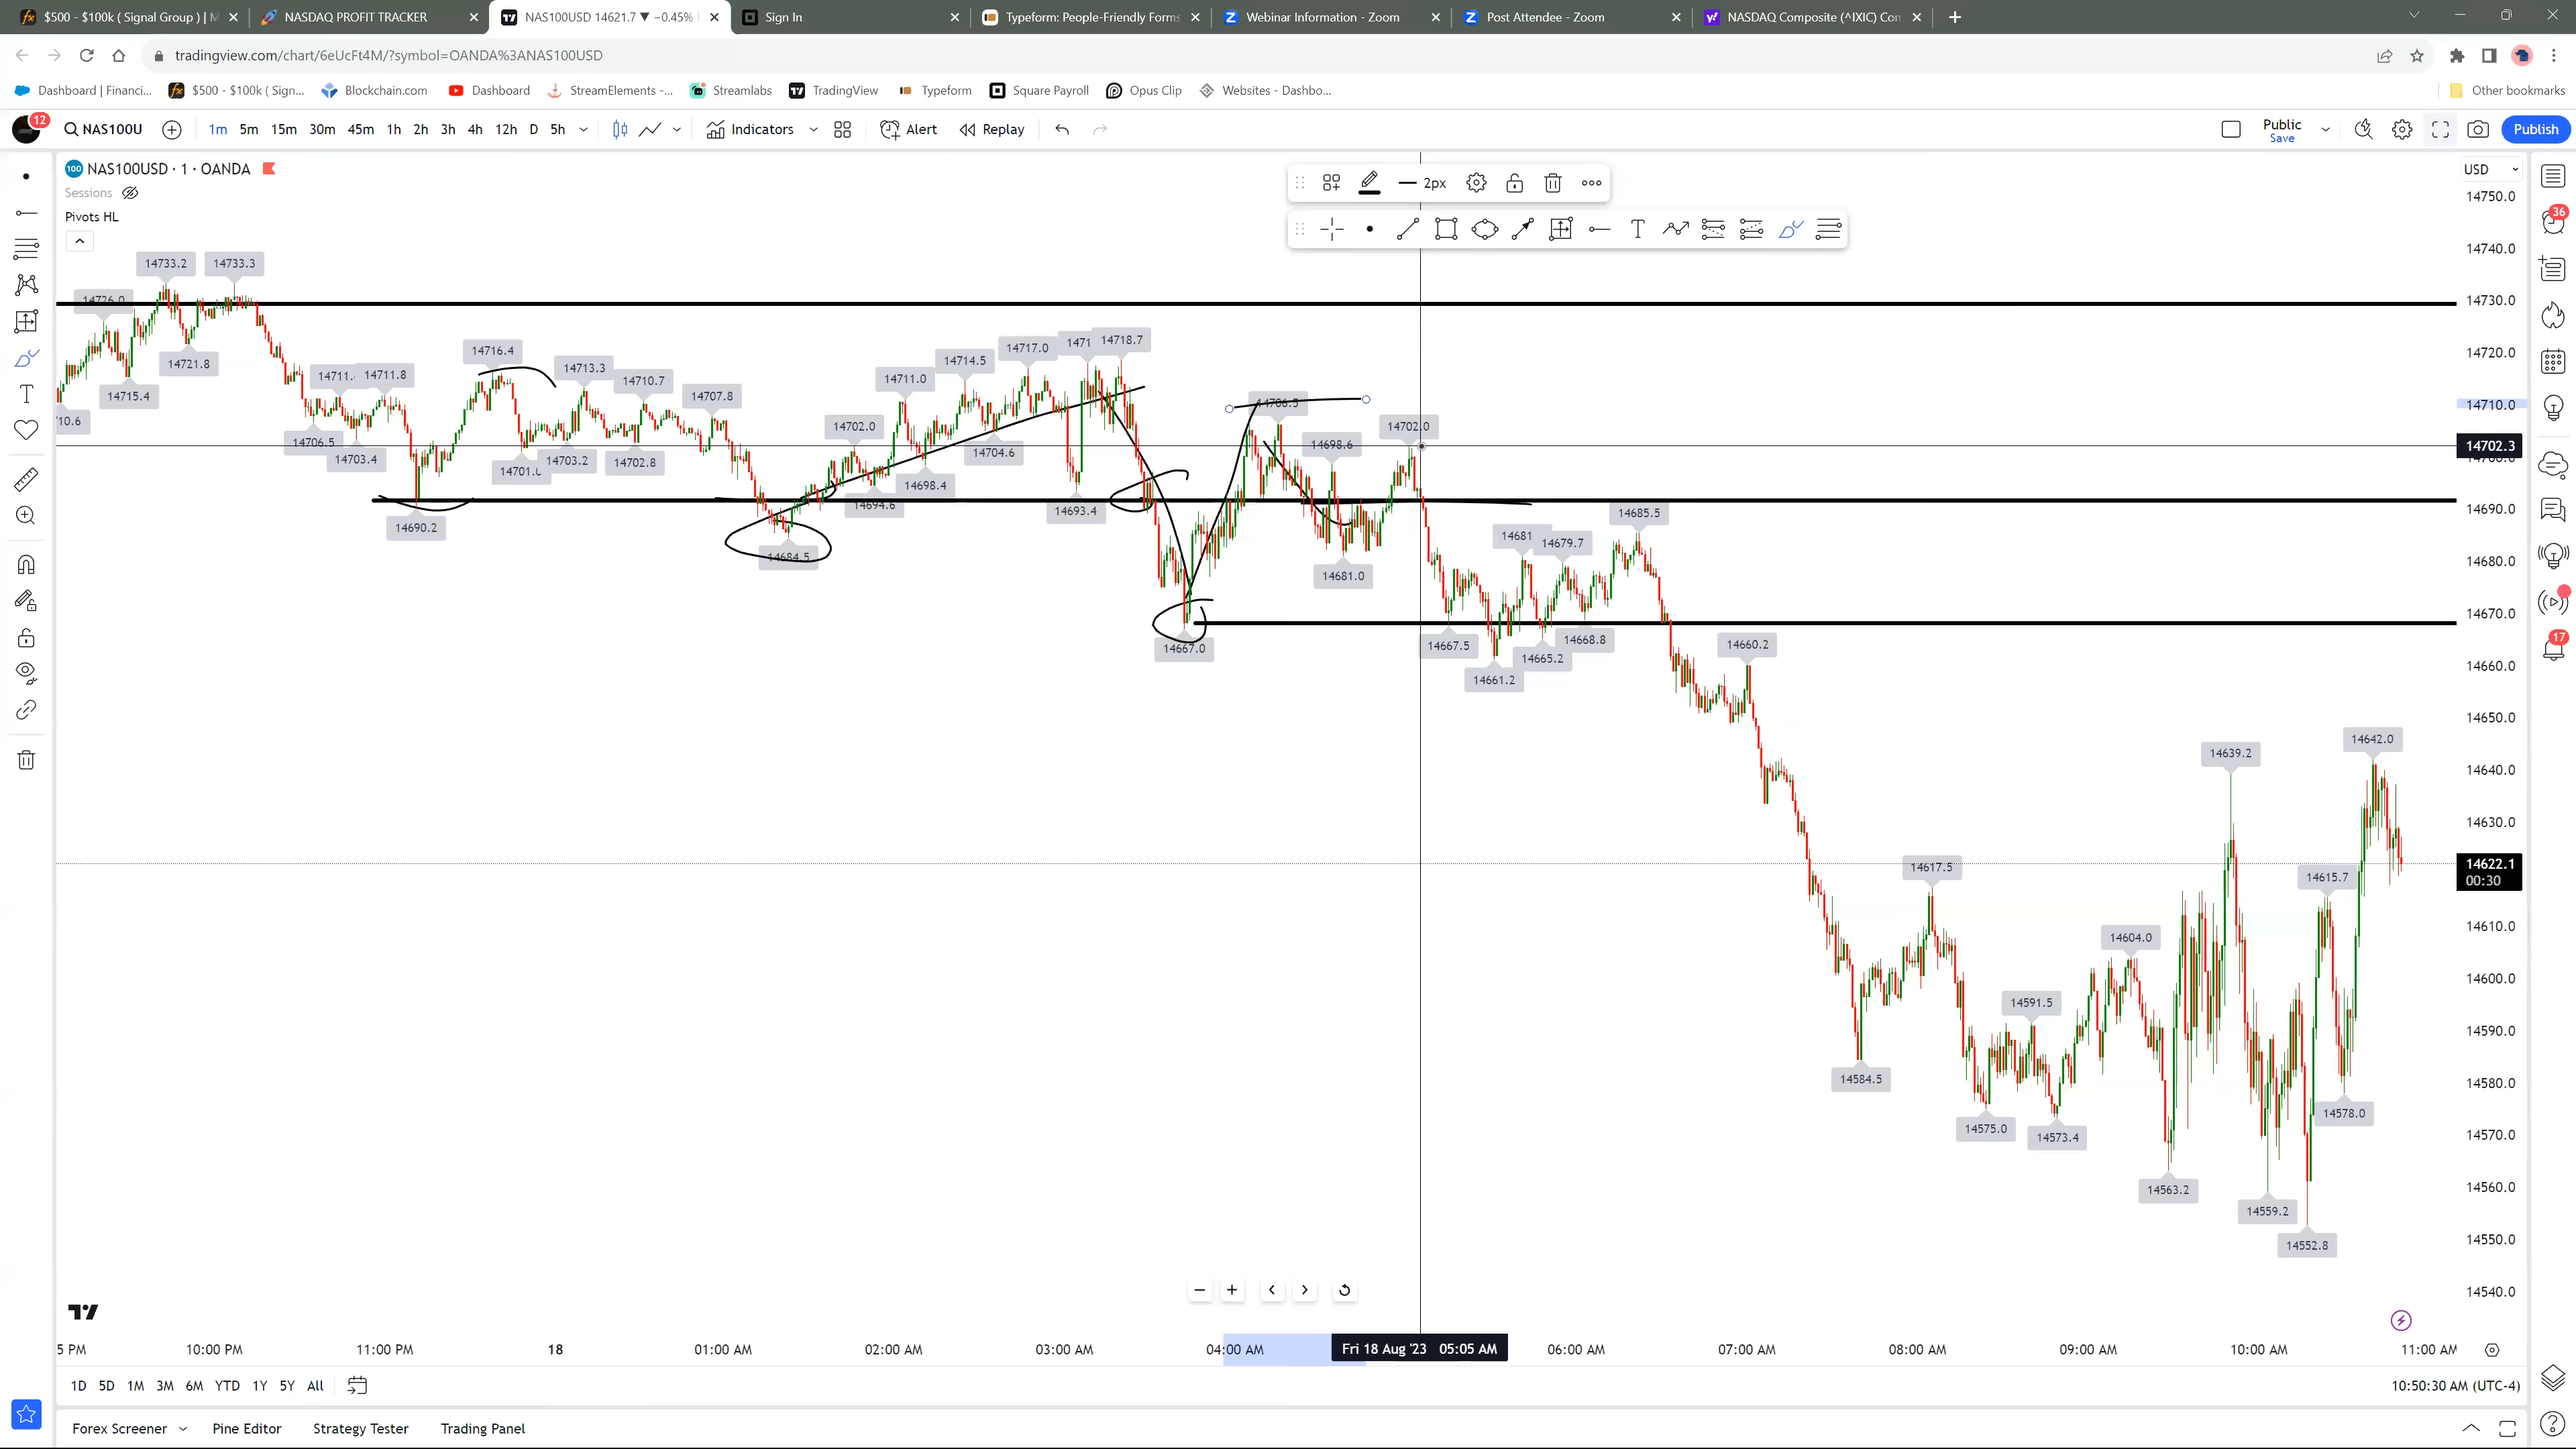 $500 - $100k ( Signal Group ) | M
NASDAQ PROFIT TRACKER
NAS100USD 14621.7 ▼ −0.45%
Sign In
Typeform: People-Friendly Forms
Webinar Information - Zoom
Post Attendee - Zoom
NASDAQ Composite (^IXIC) Con
tradingview.com/chart/6eUcFt4M/?symbol=OANDA%3ANAS100USD
Dashboard | Financi...
$500 - $100k ( Sign...
Blockchain.com
Dashboard
StreamElements -...
Streamlabs
TradingView
Typeform
Square Payroll
Opus Clip
Websites - Dashbo...
Other bookmarks
12
NAS100U
1m 5m 15m 30m 45m 1h 2h 3h 4h 12h D 5h
Indicators
Alert
Replay
Public
Save
Publish
NAS100USD · 1 · OANDA
Sessions
Pivots HL
2px
T
USD
14750.0
14740.0
14730.0
14720.0
14710.0
14702.3
14700.0
14690.0
14680.0
14670.0
14660.0
14650.0
14640.0
14630.0
14622.1
00:30
14610.0
14600.0
14590.0
14580.0
14570.0
14560.0
14550.0
14540.0
36
17
14733.2
14733.3
14726.0
14721.8
14715.4
10.6
14711.
14711.8
14706.5
14703.4
14690.2
14716.4
14713.3
14710.7
14707.8
14701.
14703.2
14702.8
14684.5
14702.0
14711.0
14714.5
14717.0
1471
14718.7
14694.6
14698.4
14704.6
14693.4
14667.0
14706.5
14698.6
14702.0
14681.0
14667.5
14661.2
14681
14679.7
14685.5
14665.2
14668.8
14660.2
14617.5
14584.5
14575.0
14591.5
14573.4
14604.0
14563.2
14639.2
14559.2
14552.8
14615.7
14578.0
14642.0
5 PM
10:00 PM
11:00 PM
18
01:00 AM
02:00 AM
03:00 AM
04:00 AM
Fri 18 Aug '23 05:05 AM
06:00 AM
07:00 AM
08:00 AM
09:00 AM
10:00 AM
11:00 AM
1D 5D 1M 3M 6M YTD 1Y 5Y All
10:50:30 AM (UTC-4)
Forex Screener
Pine Editor
Strategy Tester
Trading Panel